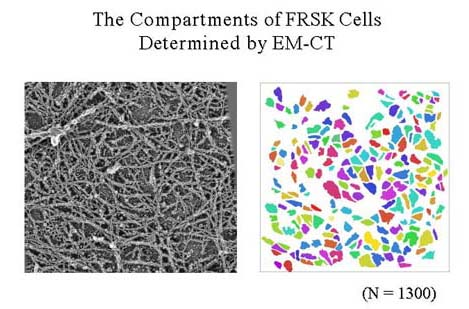 The Compartments of FRSK Cells
Determined by EM-CT
(N = 1300)